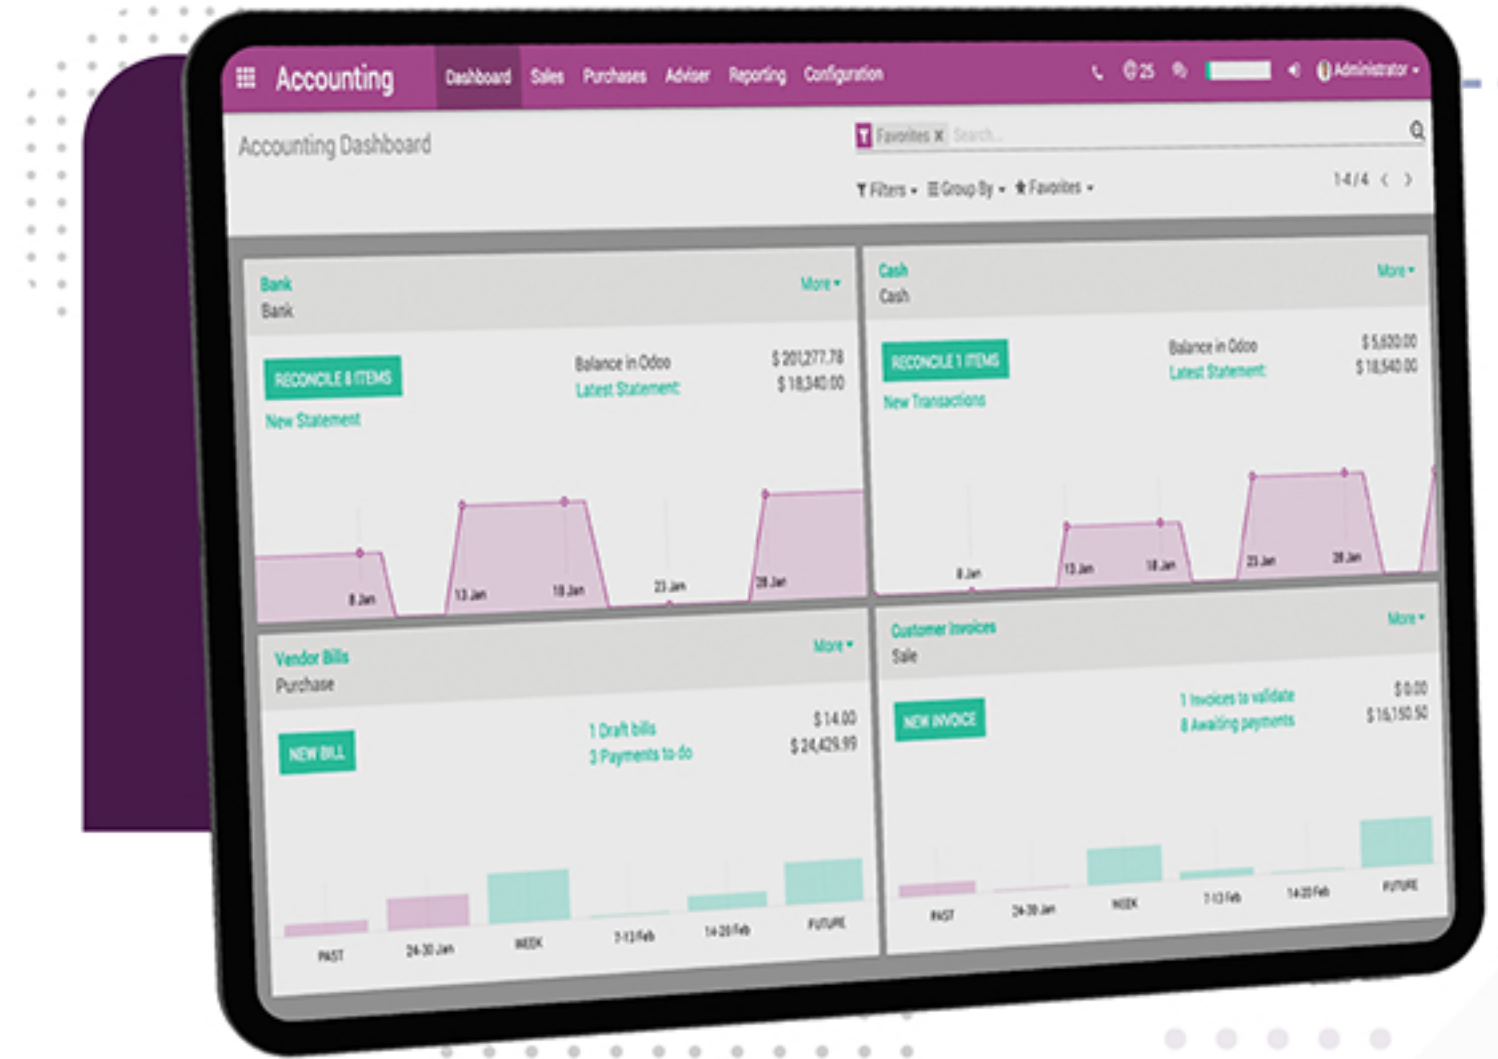 Accounting Dashboard Sales Purchases Adviser Reporting Configuration 25 Administrator
Accounting Dashboard
Favorites x Search...
Filters Group By Favorites
1-4 / 4
Bank More
Bank
RECONCILE 8 ITEMS
Balance in Odoo $ 201,277.78
Latest Statement: $ 18,340.00
New Statement
8 Jan 13 Jan 18 Jan 23 Jan 28 Jan
Cash More
Cash
RECONCILE 1 ITEMS
Balance in Odoo $ 5,620.00
Latest Statement: $ 18,540.00
New Transactions
8 Jan 13 Jan 18 Jan 23 Jan 28 Jan
Vendor Bills More
Purchase
NEW BILL
1 Draft bills $ 14.00
3 Payments to do $ 24,429.99
PAST 24-30 Jan WEEK 7-13 Feb 14-20 Feb FUTURE
Customer Invoices More
Sale
NEW INVOICE
1 Invoices to validate $ 0.00
8 Awaiting payments $ 16,150.50
PAST 24-30 Jan WEEK 7-13 Feb 14-20 Feb FUTURE